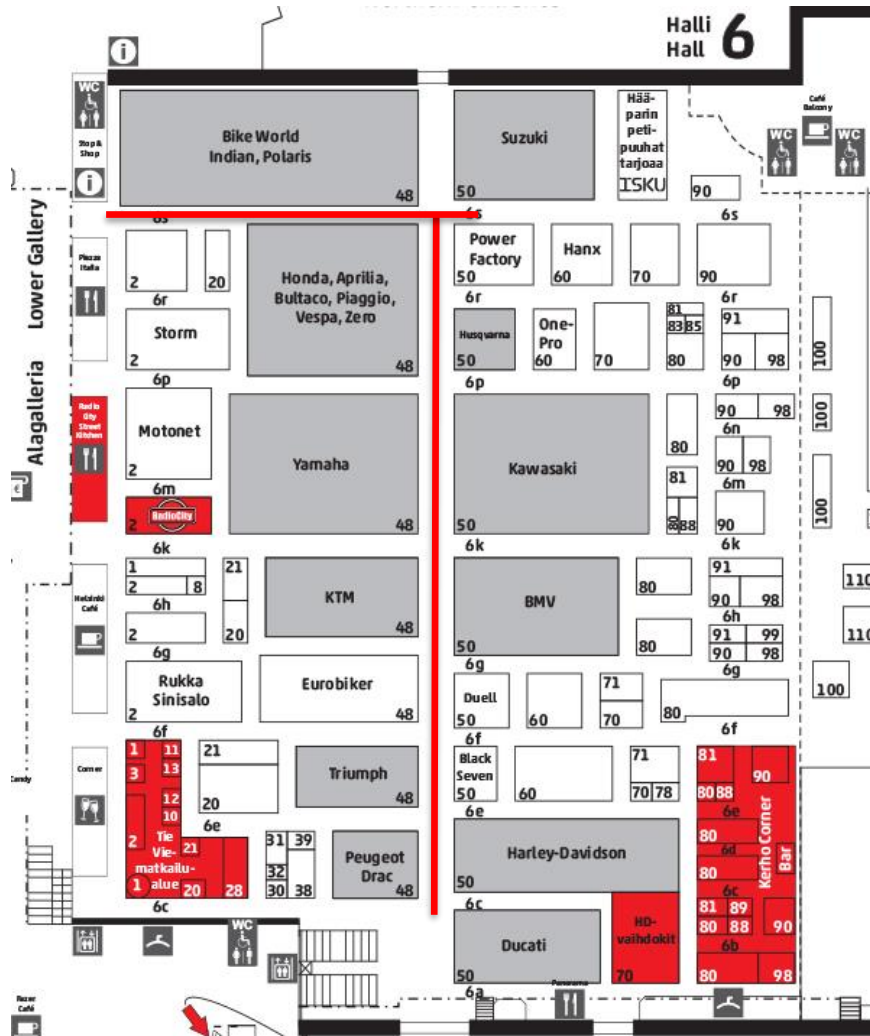 Halli
Hall 6
i
WC
Stop &
Shop
i
Bike World
Indian, Polaris
48
Suzuki
50
Hää-
parin
peti-
puuhat
tarjoaa
ISKU
90
Café
Balcony
WC
WC
6s
6s
6s
Lower Gallery
Alagalleria
Piazza
Italia
2
20
Honda, Aprilia,
Bultaco, Piaggio,
Vespa, Zero
48
Power
Factory
50
Hanx
60
70
90
6r
6r
6r
Storm
2
Husqvarna
50
One-
Pro
60
70
81
83 85
80
91
90 98
100
6p
6p
6p
Radio
City
Street
Kitchen
Motonet
2
Yamaha
48
Kawasaki
50
80
90 98
100
6n
81
90 98
6m
6m
80 88
90
100
€
2
RadioCity
6k
6k
6k
Helsinki
Café
1
2 8
21
20
KTM
48
BMV
50
80
91
90 98
110
6h
6h
2
80
91 99
90 98
110
6g
6g
6g
Rukka
Sinisalo
2
Eurobiker
48
Duell
50
60
71
70
80
100
6f
6f
6f
Corner
1
3
11
13
12
10
2
21
20
Triumph
48
Black
Seven
50
60
71
70 78
81
90
80 88
6e
6e
6e
Tie
Vie-
matkailu-
alue
1
21
20
28
31 39
32
30 38
Peugeot
Drac
48
Harley-Davidson
50
80
6d
80
Kerho Corner
Bar
6c
6c
6c
WC
Ducati
50
HD-
vaihdokit
70
81 89
80 88
90
6b
80 98
6a
Panorama
Fazer
Café